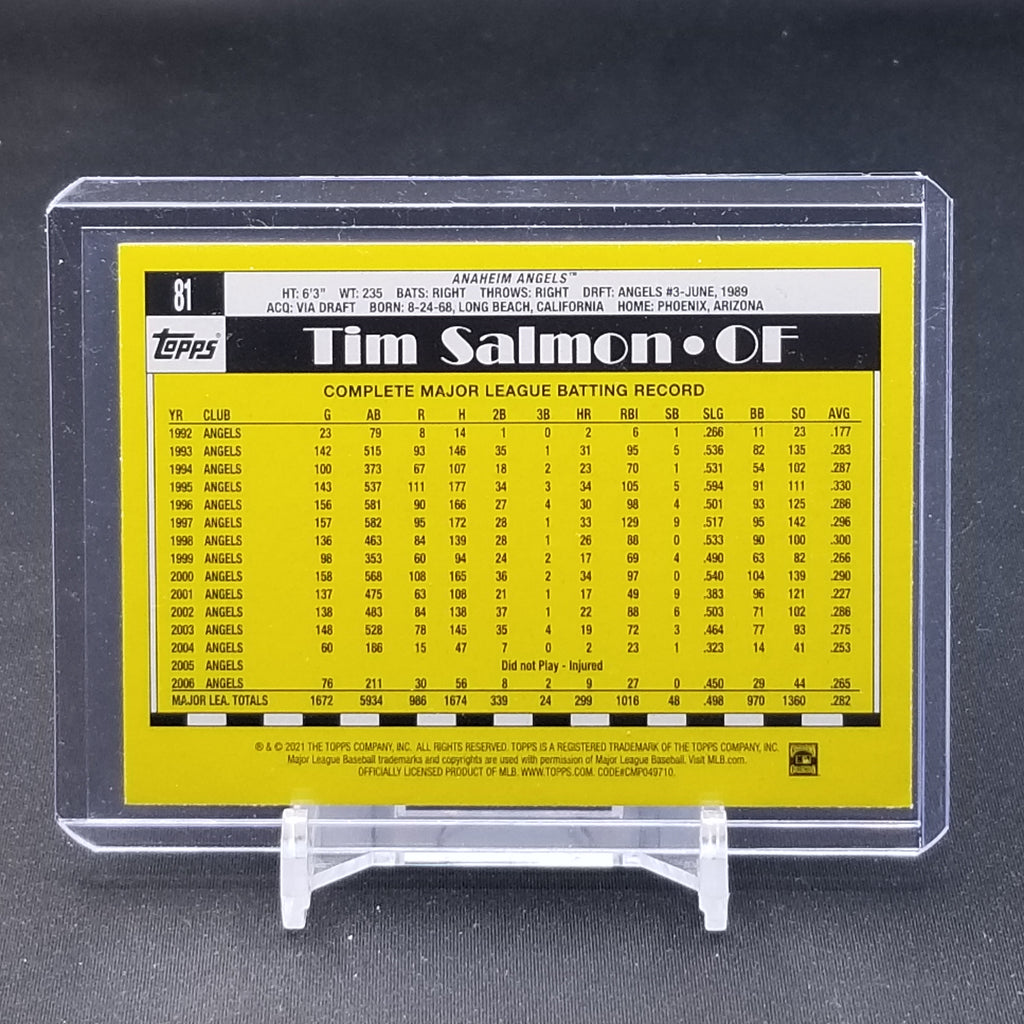 81
ANAHEIM ANGELS™
HT: 6'3" WT: 235 BATS: RIGHT THROWS: RIGHT DRFT: ANGELS #3-JUNE, 1989
ACQ: VIA DRAFT BORN: 8-24-68, LONG BEACH, CALIFORNIA HOME: PHOENIX, ARIZONA
Topps®
Tim Salmon • OF
COMPLETE MAJOR LEAGUE BATTING RECORD
YR CLUB G AB R H 2B 3B HR RBI SB SLG BB SO AVG
1992 ANGELS 23 79 8 14 1 0 2 6 1 .266 11 23 .177
1993 ANGELS 142 515 93 146 35 1 31 95 5 .536 82 135 .283
1994 ANGELS 100 373 67 107 18 2 23 70 1 .531 54 102 .287
1995 ANGELS 143 537 111 177 34 3 34 105 5 .594 91 111 .330
1996 ANGELS 156 581 90 166 27 4 30 98 4 .501 93 125 .286
1997 ANGELS 157 582 95 172 28 1 33 129 9 .517 95 142 .296
1998 ANGELS 136 463 84 139 28 1 26 88 0 .533 90 100 .300
1999 ANGELS 98 353 60 94 24 2 17 69 4 .490 63 82 .266
2000 ANGELS 158 568 108 165 36 2 34 97 0 .540 104 139 .290
2001 ANGELS 137 475 63 108 21 1 17 49 9 .383 96 121 .227
2002 ANGELS 138 483 84 138 37 1 22 88 6 .503 71 102 .286
2003 ANGELS 148 528 78 145 35 4 19 72 3 .464 77 93 .275
2004 ANGELS 60 186 15 47 7 0 2 23 1 .323 14 41 .253
2005 ANGELS Did not Play - Injured
2006 ANGELS 76 211 30 56 8 2 9 27 0 .450 29 44 .265
MAJOR LEA. TOTALS 1672 5934 986 1674 339 24 299 1016 48 .498 970 1360 .282
® & © 2021 THE TOPPS COMPANY, INC. ALL RIGHTS RESERVED. TOPPS IS A REGISTERED TRADEMARK OF THE TOPPS COMPANY, INC.
Major League Baseball trademarks and copyrights are used with permission of Major League Baseball. Visit MLB.com.
OFFICIALLY LICENSED PRODUCT OF MLB. WWW.TOPPS.COM. CODE#CMP049710.